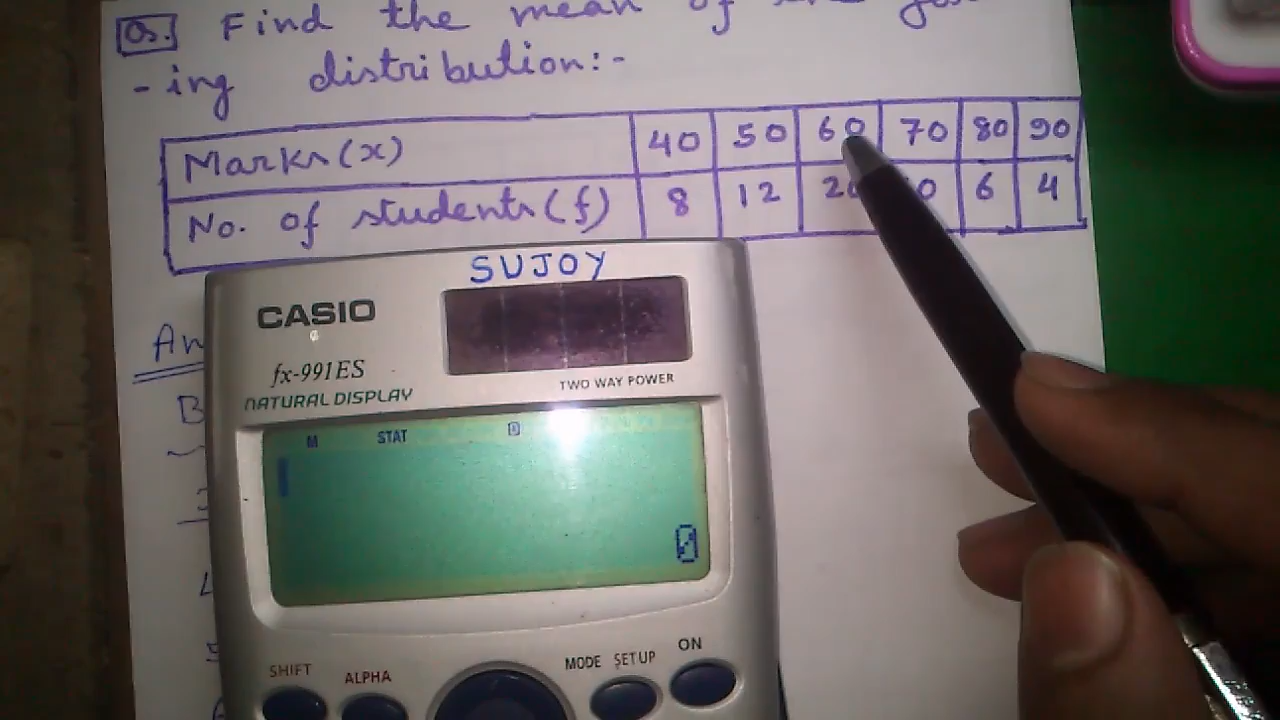 Q. Find the mean of
-ing distribution:-
Marks(x) 40 50 60 70 80 90
No. of students(f) 8 12 6 4
SUJOY
CASIO
fx-991ES
NATURAL DISPLAY
TWO WAY POWER
M STAT D
0
SHIFT ALPHA MODE SETUP ON